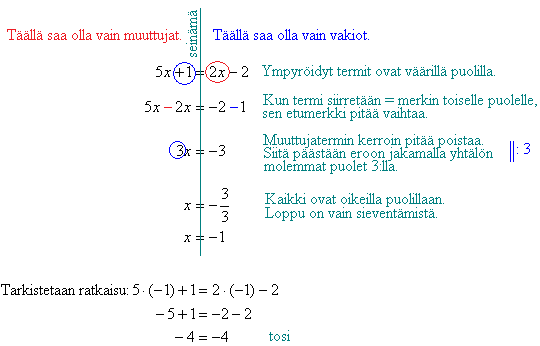 Täällä saa olla vain muuttujat. seinämä Täällä saa olla vain vakiot.
5x+1=2x−2 Ympyröidyt termit ovat väärillä puolilla.
5x−2x=−2−1 Kun termi siirretään = merkin toiselle puolelle,
sen etumerkki pitää vaihtaa.
Muuttujatermin kerroin pitää poistaa.
3x=−3 Siitä päästään eroon jakamalla yhtälön ||: 3
molemmat puolet 3:lla.
x=−3/3 Kaikki ovat oikeilla puolillaan.
Loppu on vain sieventämistä.
x=−1
Tarkistetaan ratkaisu: 5·(−1)+1=2·(−1)−2
−5+1=−2−2
−4=−4 tosi